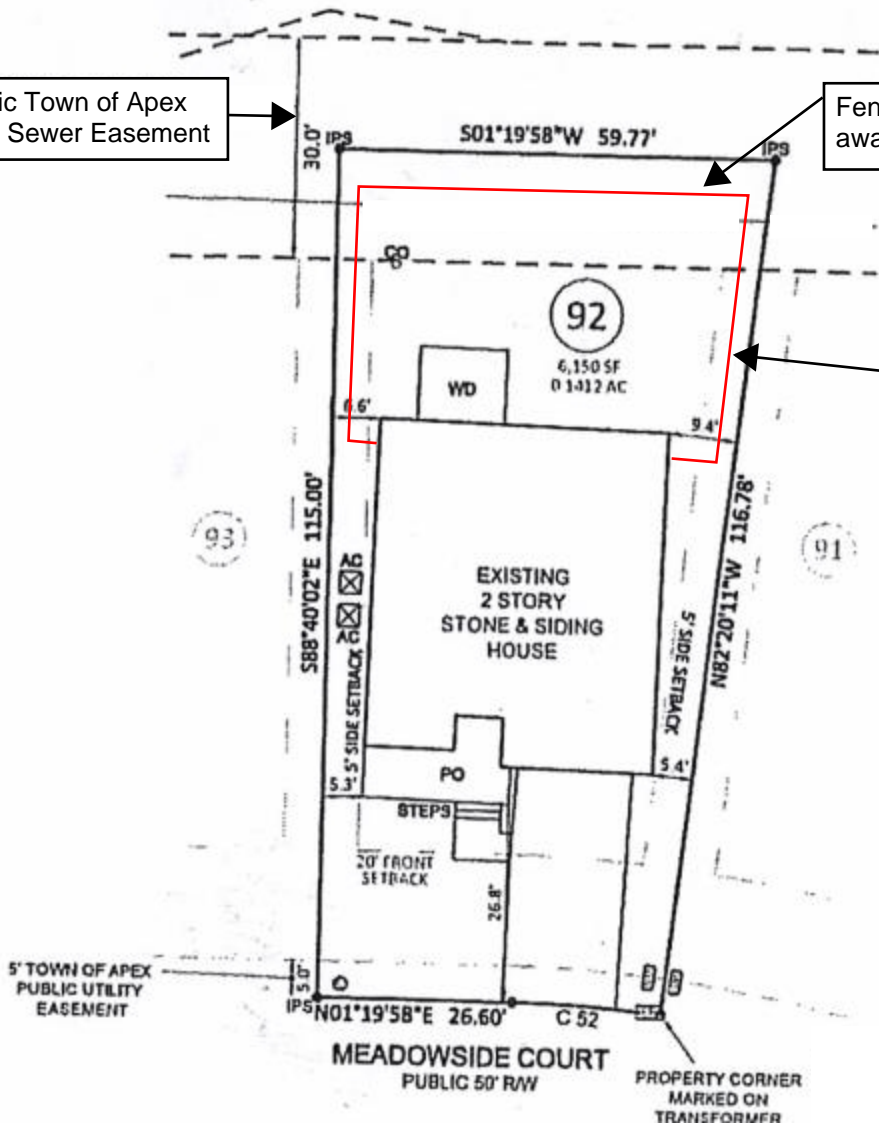 ic Town of Apex
Sewer Easement
30.0'
IPS
S01°19'58"W 59.77'
IPS
Fen
awa
CO
92
6,150 SF
0.1412 AC
WD
6.6'
9.4'
S88°40'02"E 115.00'
N82°20'11"W 116.78'
93
91
AC
AC
EXISTING
2 STORY
STONE & SIDING
HOUSE
5' SIDE SETBACK
5' SIDE SETBACK
PO
5.3'
5.4'
STEPS
20' FRONT
SETBACK
26.8'
5' TOWN OF APEX
PUBLIC UTILITY
EASEMENT
5.0'
IPS
N01°19'58"E 26.60'
C 52
MEADOWSIDE COURT
PUBLIC 50' R/W
PROPERTY CORNER
MARKED ON
TRANSFORMER